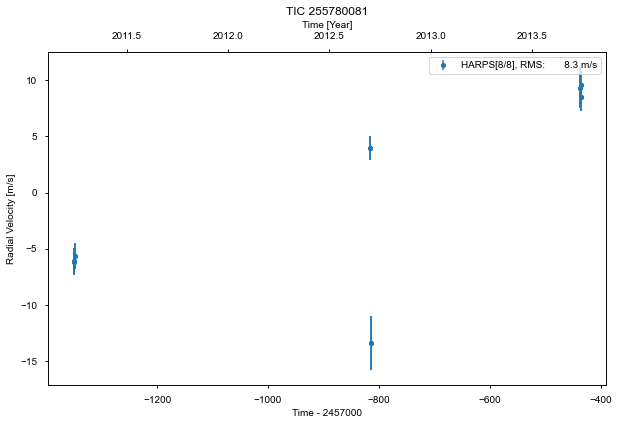 TIC 255780081
Time [Year]
2011.5 2012.0 2012.5 2013.0 2013.5
HARPS[8/8], RMS: 8.3 m/s
10
5
0
−5
−10
−15
Radial Velocity [m/s]
−1200 −1000 −800 −600 −400
Time - 2457000